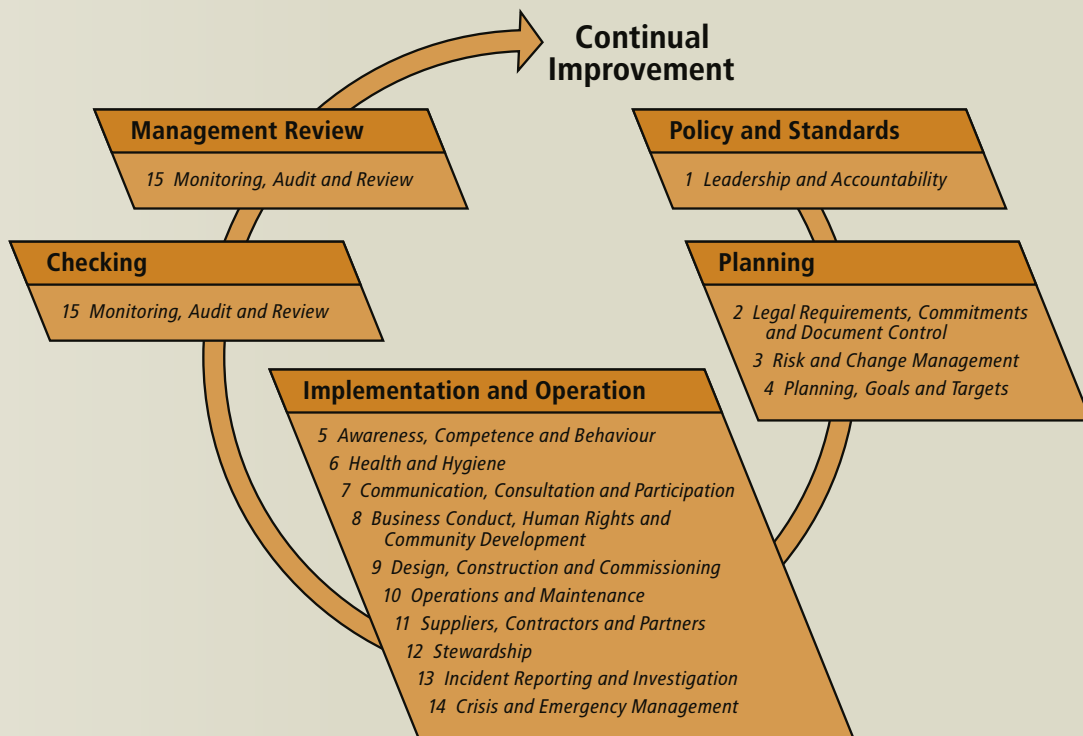 Continual
Improvement
Management Review
15 Monitoring, Audit and Review
Policy and Standards
1 Leadership and Accountability
Checking
15 Monitoring, Audit and Review
Planning
2 Legal Requirements, Commitments
and Document Control
3 Risk and Change Management
4 Planning, Goals and Targets
Implementation and Operation
5 Awareness, Competence and Behaviour
6 Health and Hygiene
7 Communication, Consultation and Participation
8 Business Conduct, Human Rights and
Community Development
9 Design, Construction and Commissioning
10 Operations and Maintenance
11 Suppliers, Contractors and Partners
12 Stewardship
13 Incident Reporting and Investigation
14 Crisis and Emergency Management